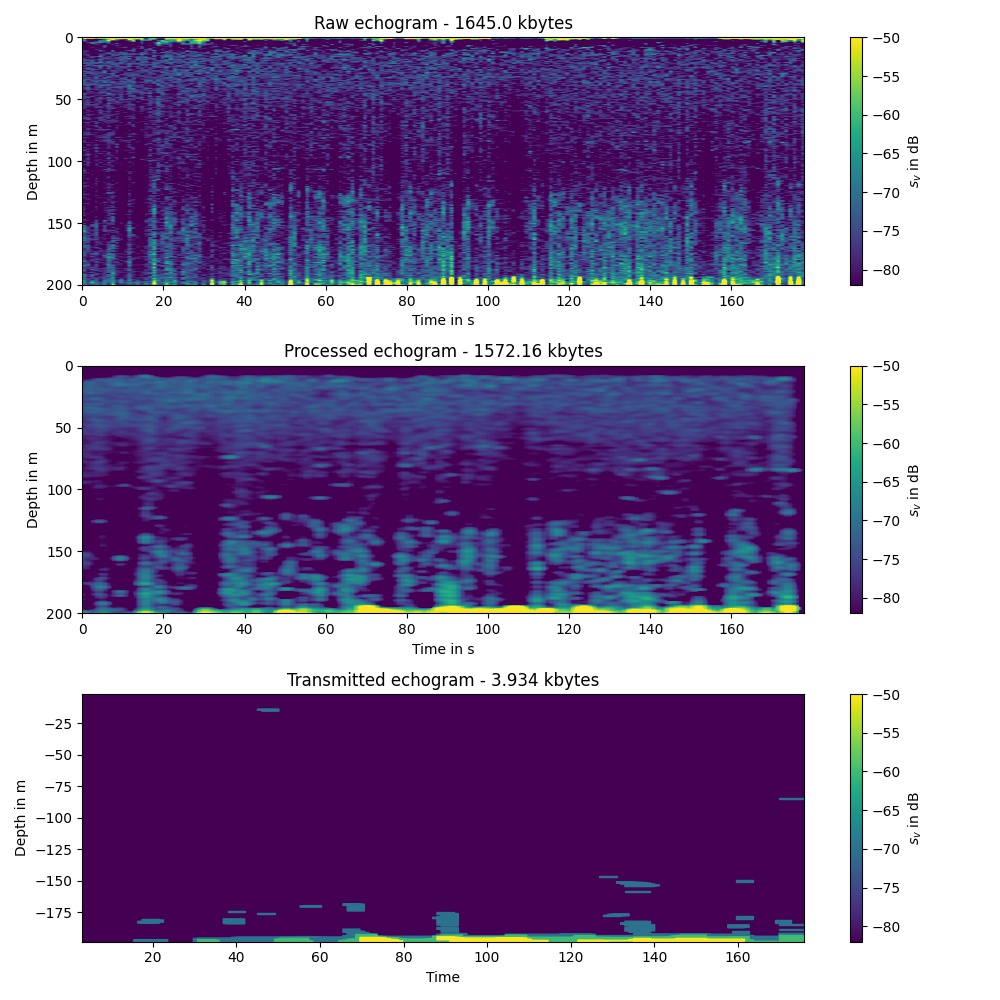 Raw echogram - 1645.0 kbytes
0
50
100
150
200
Depth in m
0 20 40 60 80 100 120 140 160
Time in s
−50
−55
−60
−65
−70
−75
−80
s_v in dB
Processed echogram - 1572.16 kbytes
0
50
100
150
200
Depth in m
0 20 40 60 80 100 120 140 160
Time in s
−50
−55
−60
−65
−70
−75
−80
s_v in dB
Transmitted echogram - 3.934 kbytes
−25
−50
−75
−100
−125
−150
−175
Depth in m
20 40 60 80 100 120 140 160
Time
−50
−55
−60
−65
−70
−75
−80
s_v in dB